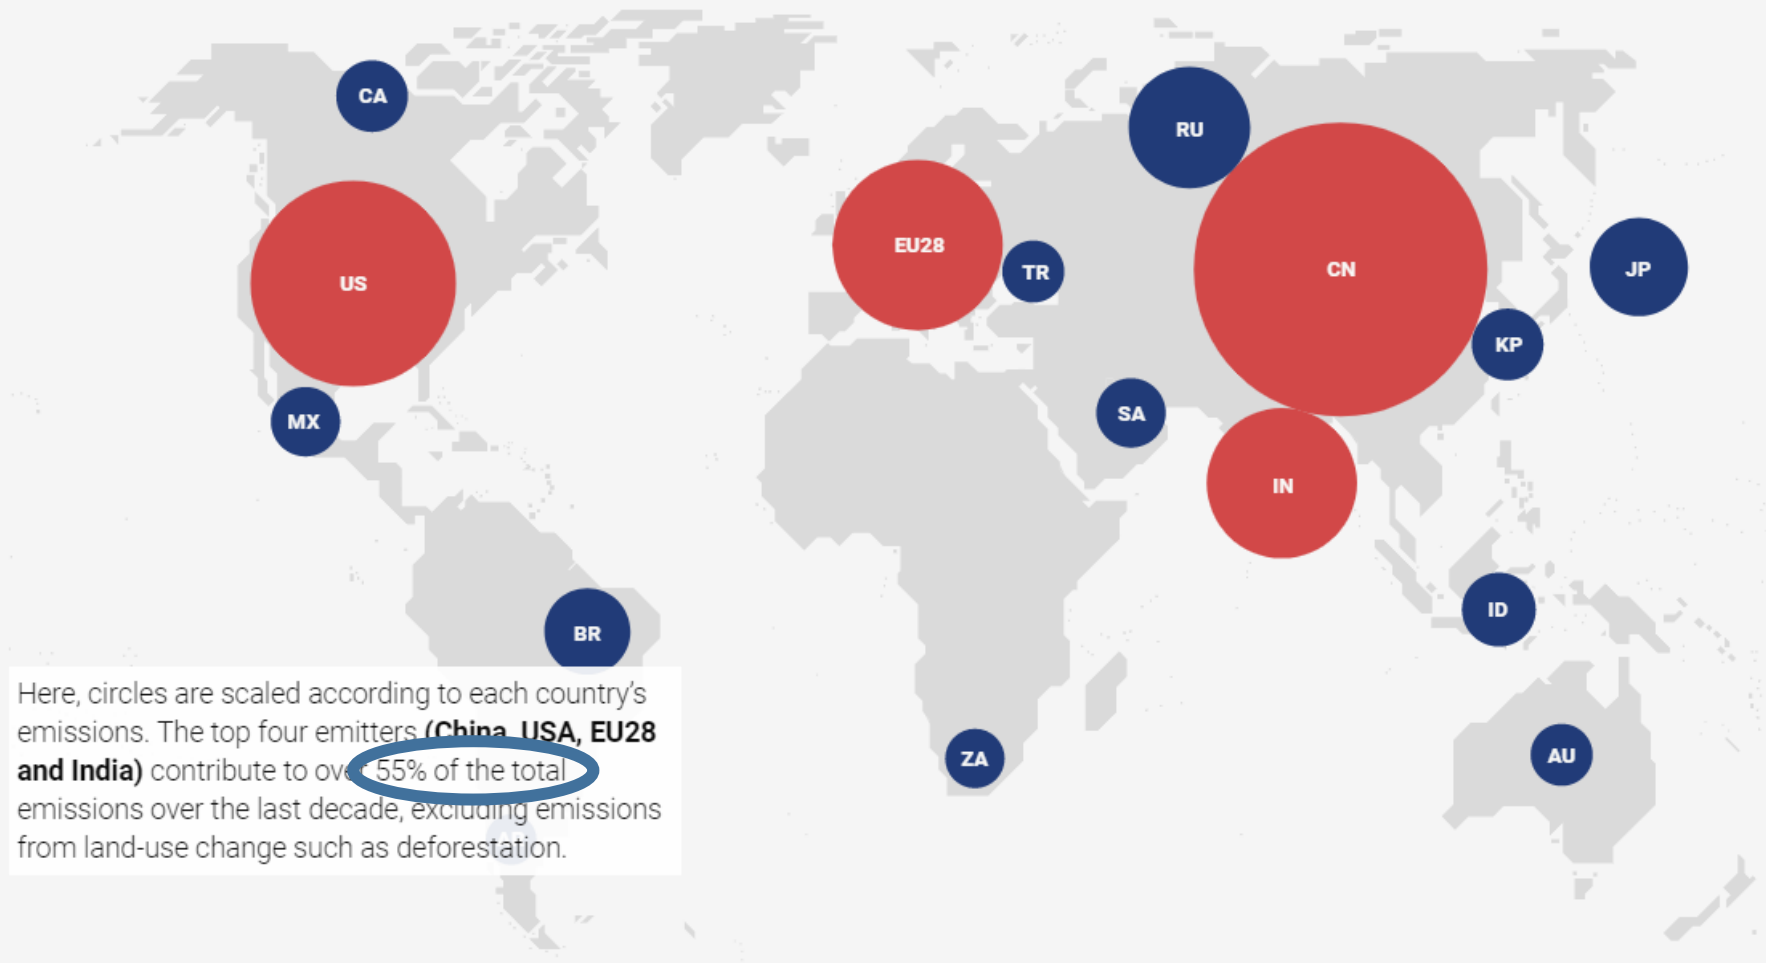 CA
RU
US
EU28
TR
CN
JP
KP
MX
SA
IN
BR
ID
ZA
AU
Here, circles are scaled according to each country's
emissions. The top four emitters (China, USA, EU28
and India) contribute to over 55% of the total
emissions over the last decade, excluding emissions
from land-use change such as deforestation.